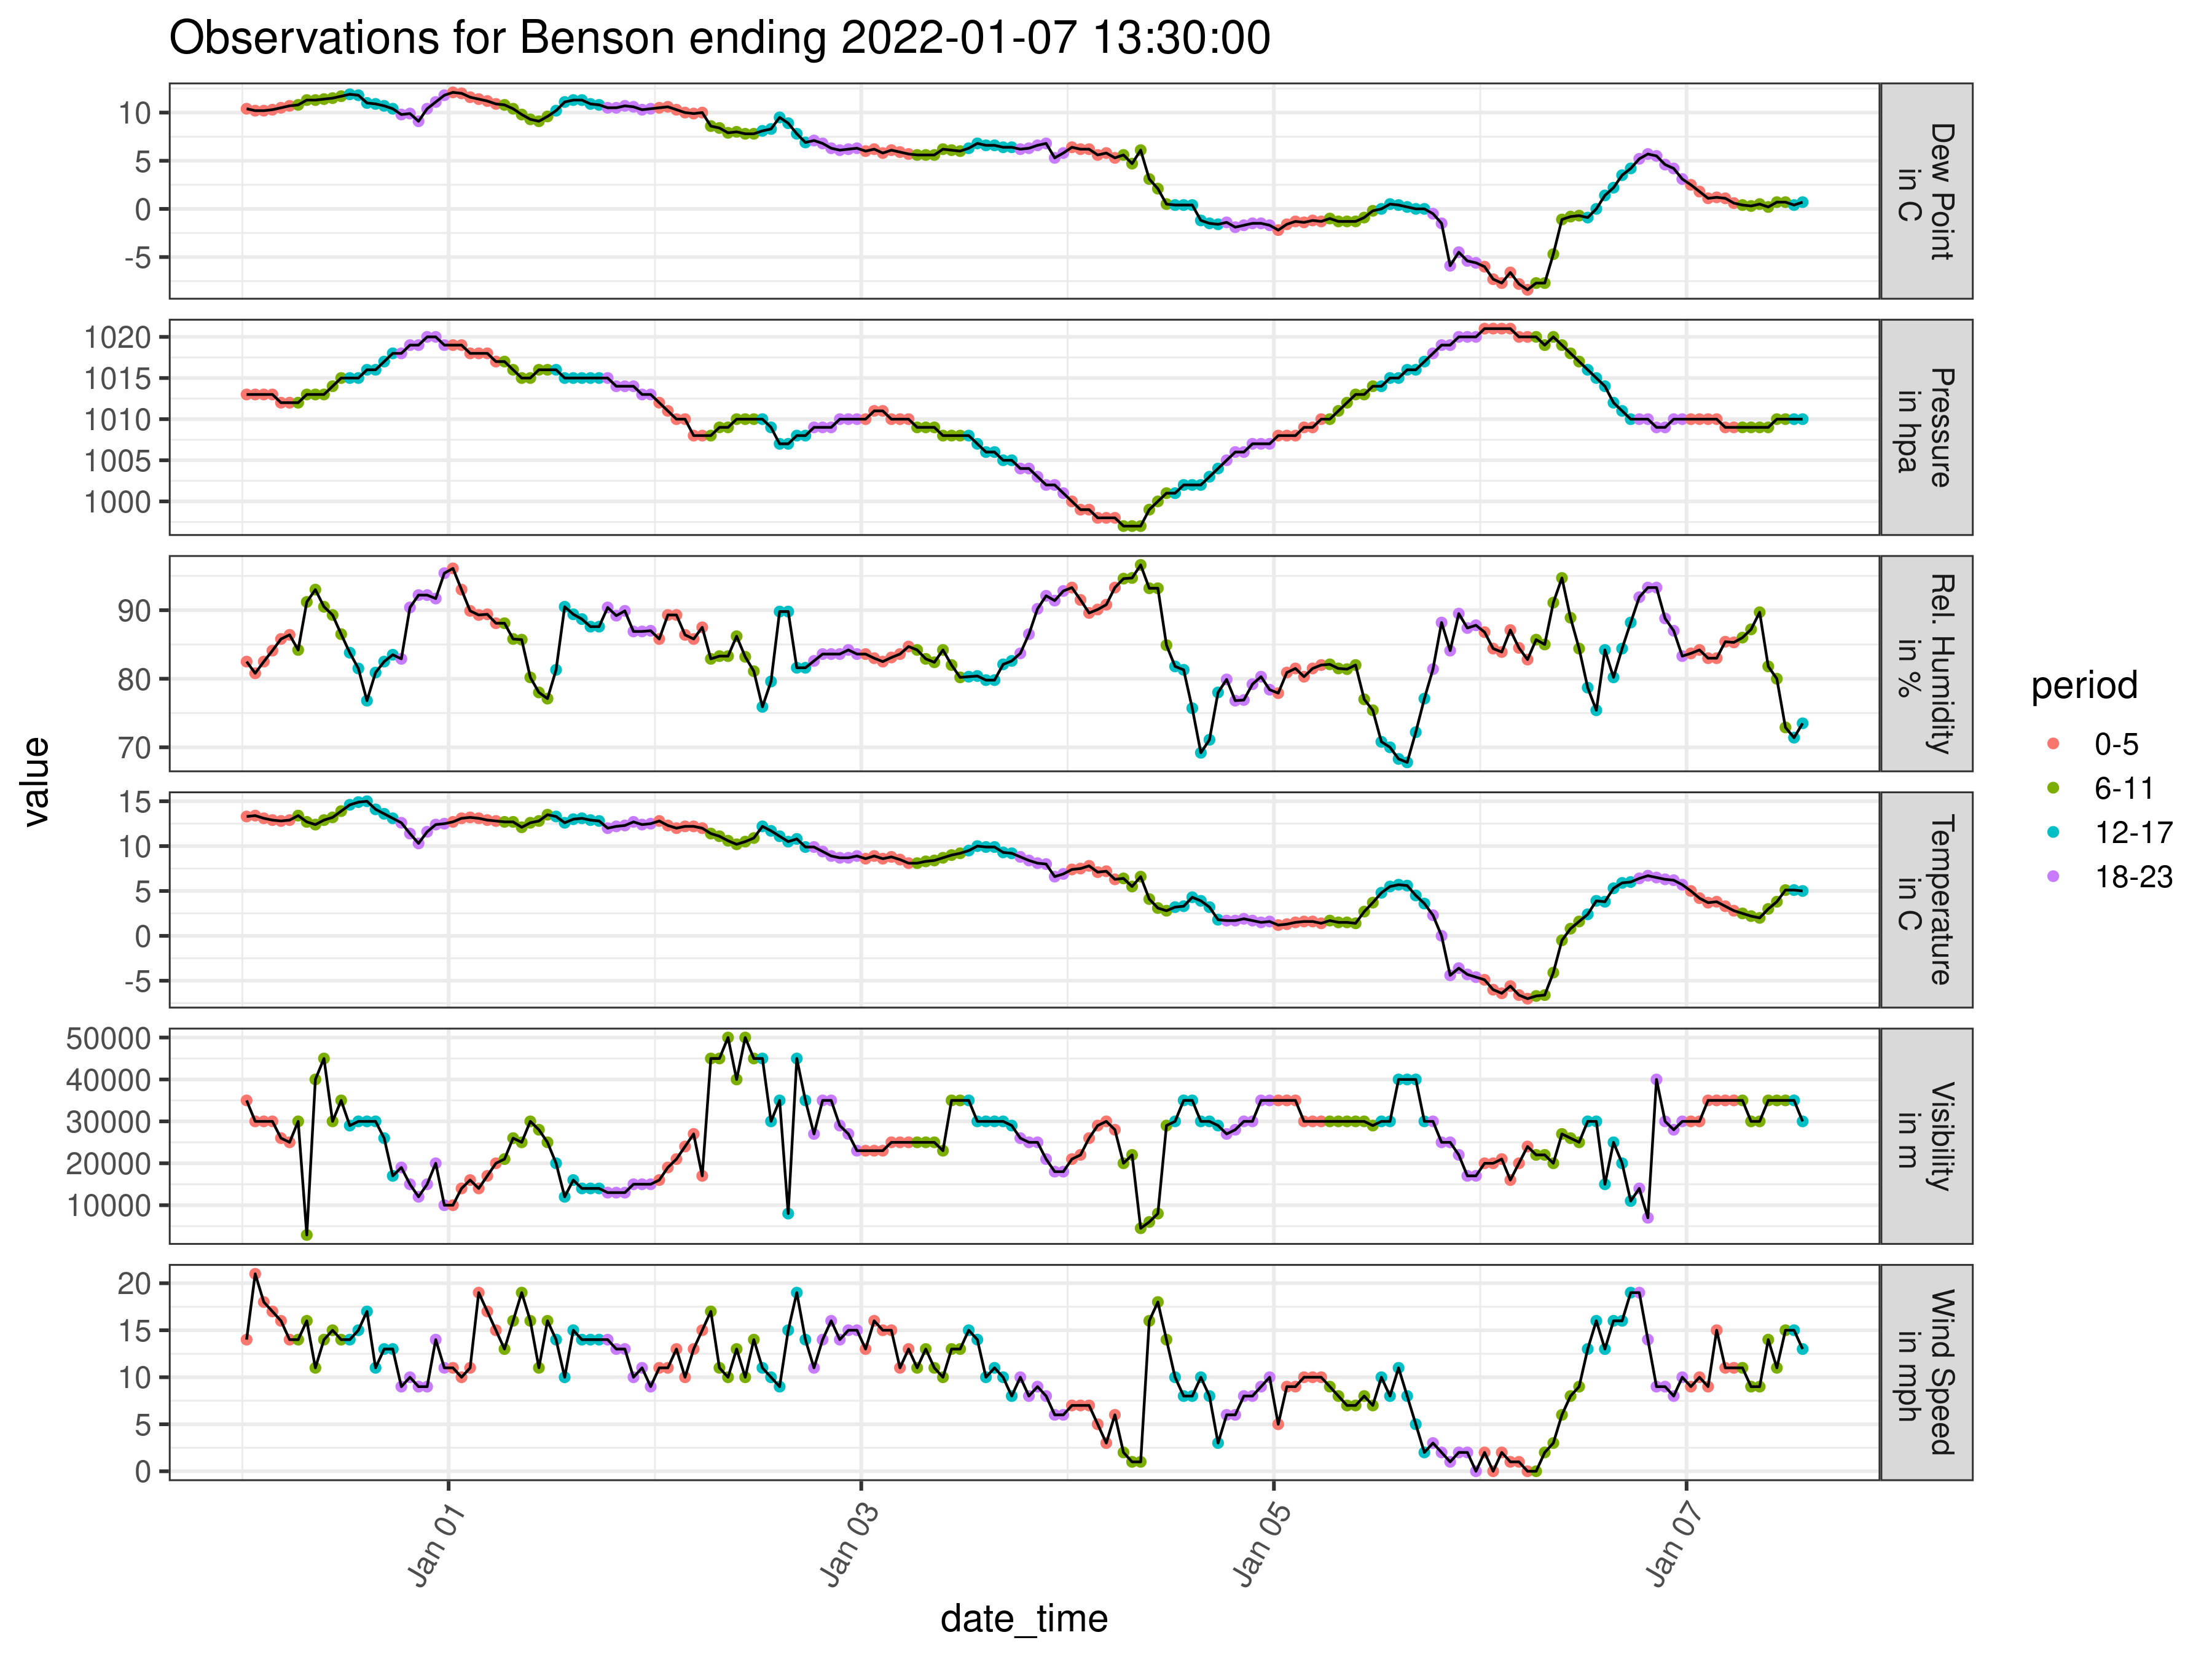 Observations for Benson ending 2022-01-07 13:30:00
value
10
5
0
-5
Dew Point
in C
1020
1015
1010
1005
1000
Pressure
in hpa
90
80
70
Rel. Humidity
in %
15
10
5
0
-5
Temperature
in C
50000
40000
30000
20000
10000
Visibility
in m
20
15
10
5
0
Wind Speed
in mph
Jan 01
Jan 03
Jan 05
Jan 07
date_time
period
0-5
6-11
12-17
18-23